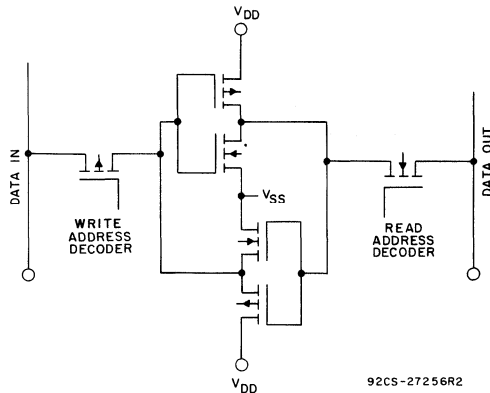 VDD
DATA IN
DATA OUT
VSS
WRITE
ADDRESS
DECODER
READ
ADDRESS
DECODER
VDD
92CS-27256R2